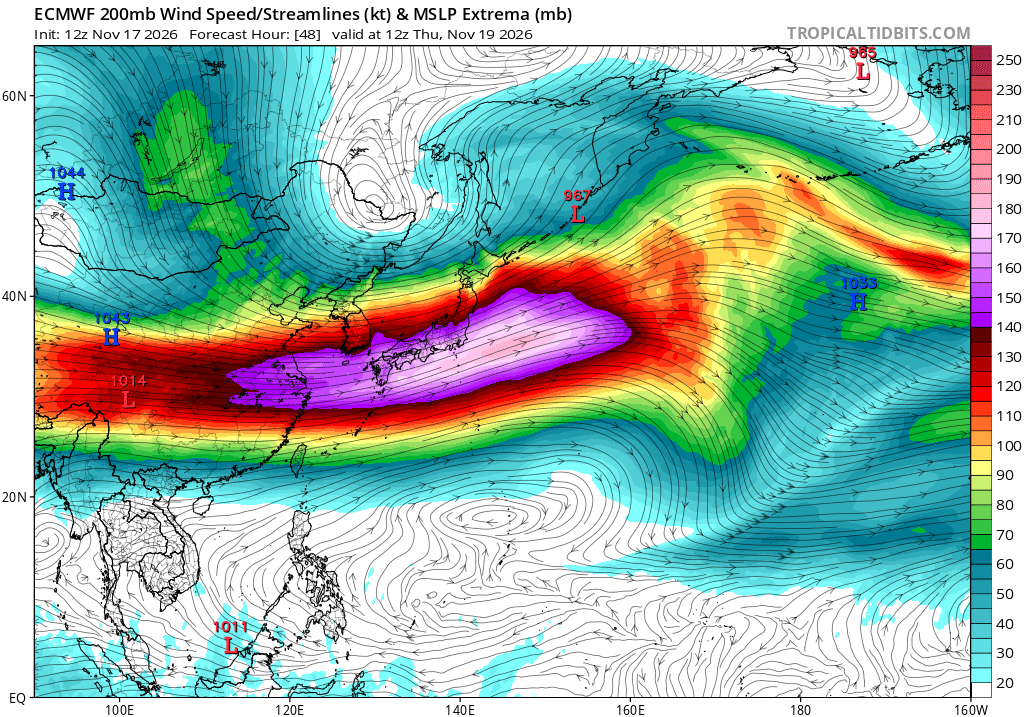 ECMWF 200mb Wind Speed/Streamlines (kt) & MSLP Extrema (mb)
Init: 12z Nov 17 2026 Forecast Hour: [48] valid at 12z Thu, Nov 19 2026
TROPICALTIDBITS.COM
965
L
250
60N
230
210
1044
H
200
190
967
L
180
170
1033
H
160
40N
150
1043
H
140
130
1014
L
120
110
100
90
20N
80
70
60
50
1011
L
40
30
20
EQ
100E 120E 140E 160E 180 160W